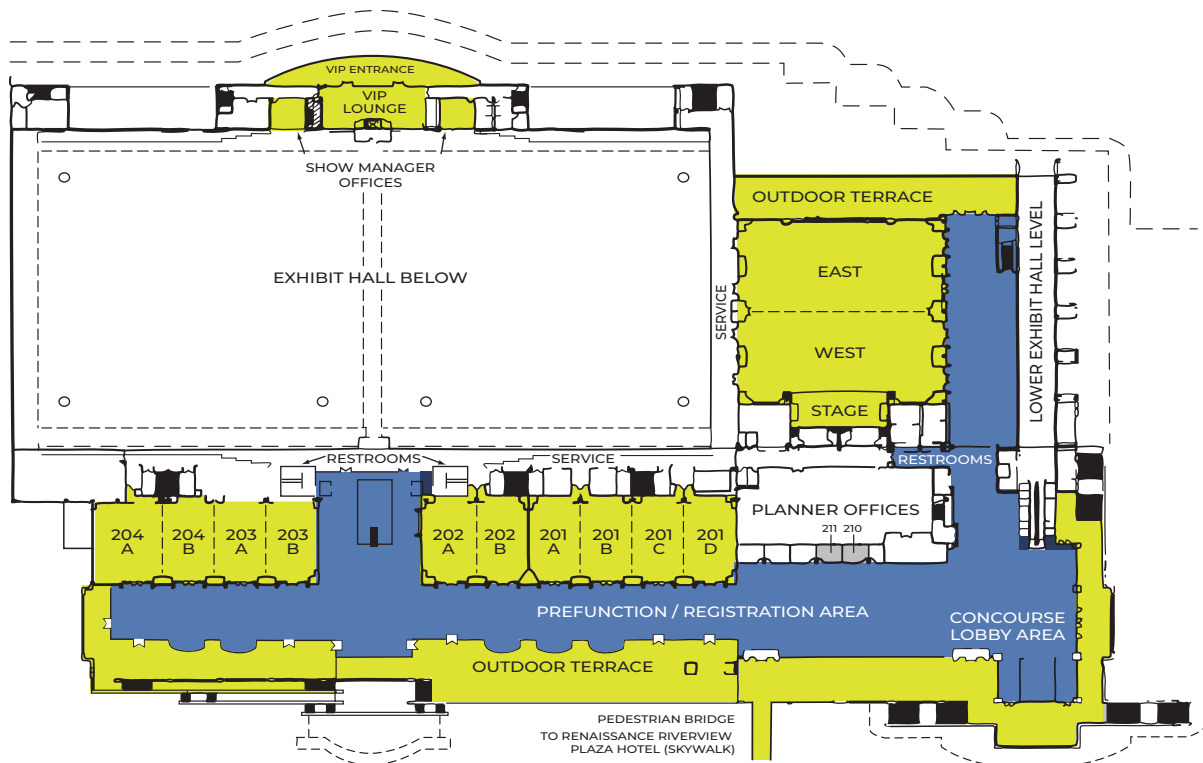 VIP ENTRANCE
VIP
LOUNGE
SHOW MANAGER
OFFICES
OUTDOOR TERRACE
EXHIBIT HALL BELOW
EAST
SERVICE
LOWER EXHIBIT HALL LEVEL
WEST
STAGE
RESTROOMS
SERVICE
RESTROOMS
204
A
204
B
203
A
203
B
202
A
202
B
201
A
201
B
201
C
201
D
PLANNER OFFICES
211
210
PREFUNCTION / REGISTRATION AREA
CONCOURSE
LOBBY AREA
OUTDOOR TERRACE
PEDESTRIAN BRIDGE
TO RENAISSANCE RIVERVIEW
PLAZA HOTEL (SKYWALK)